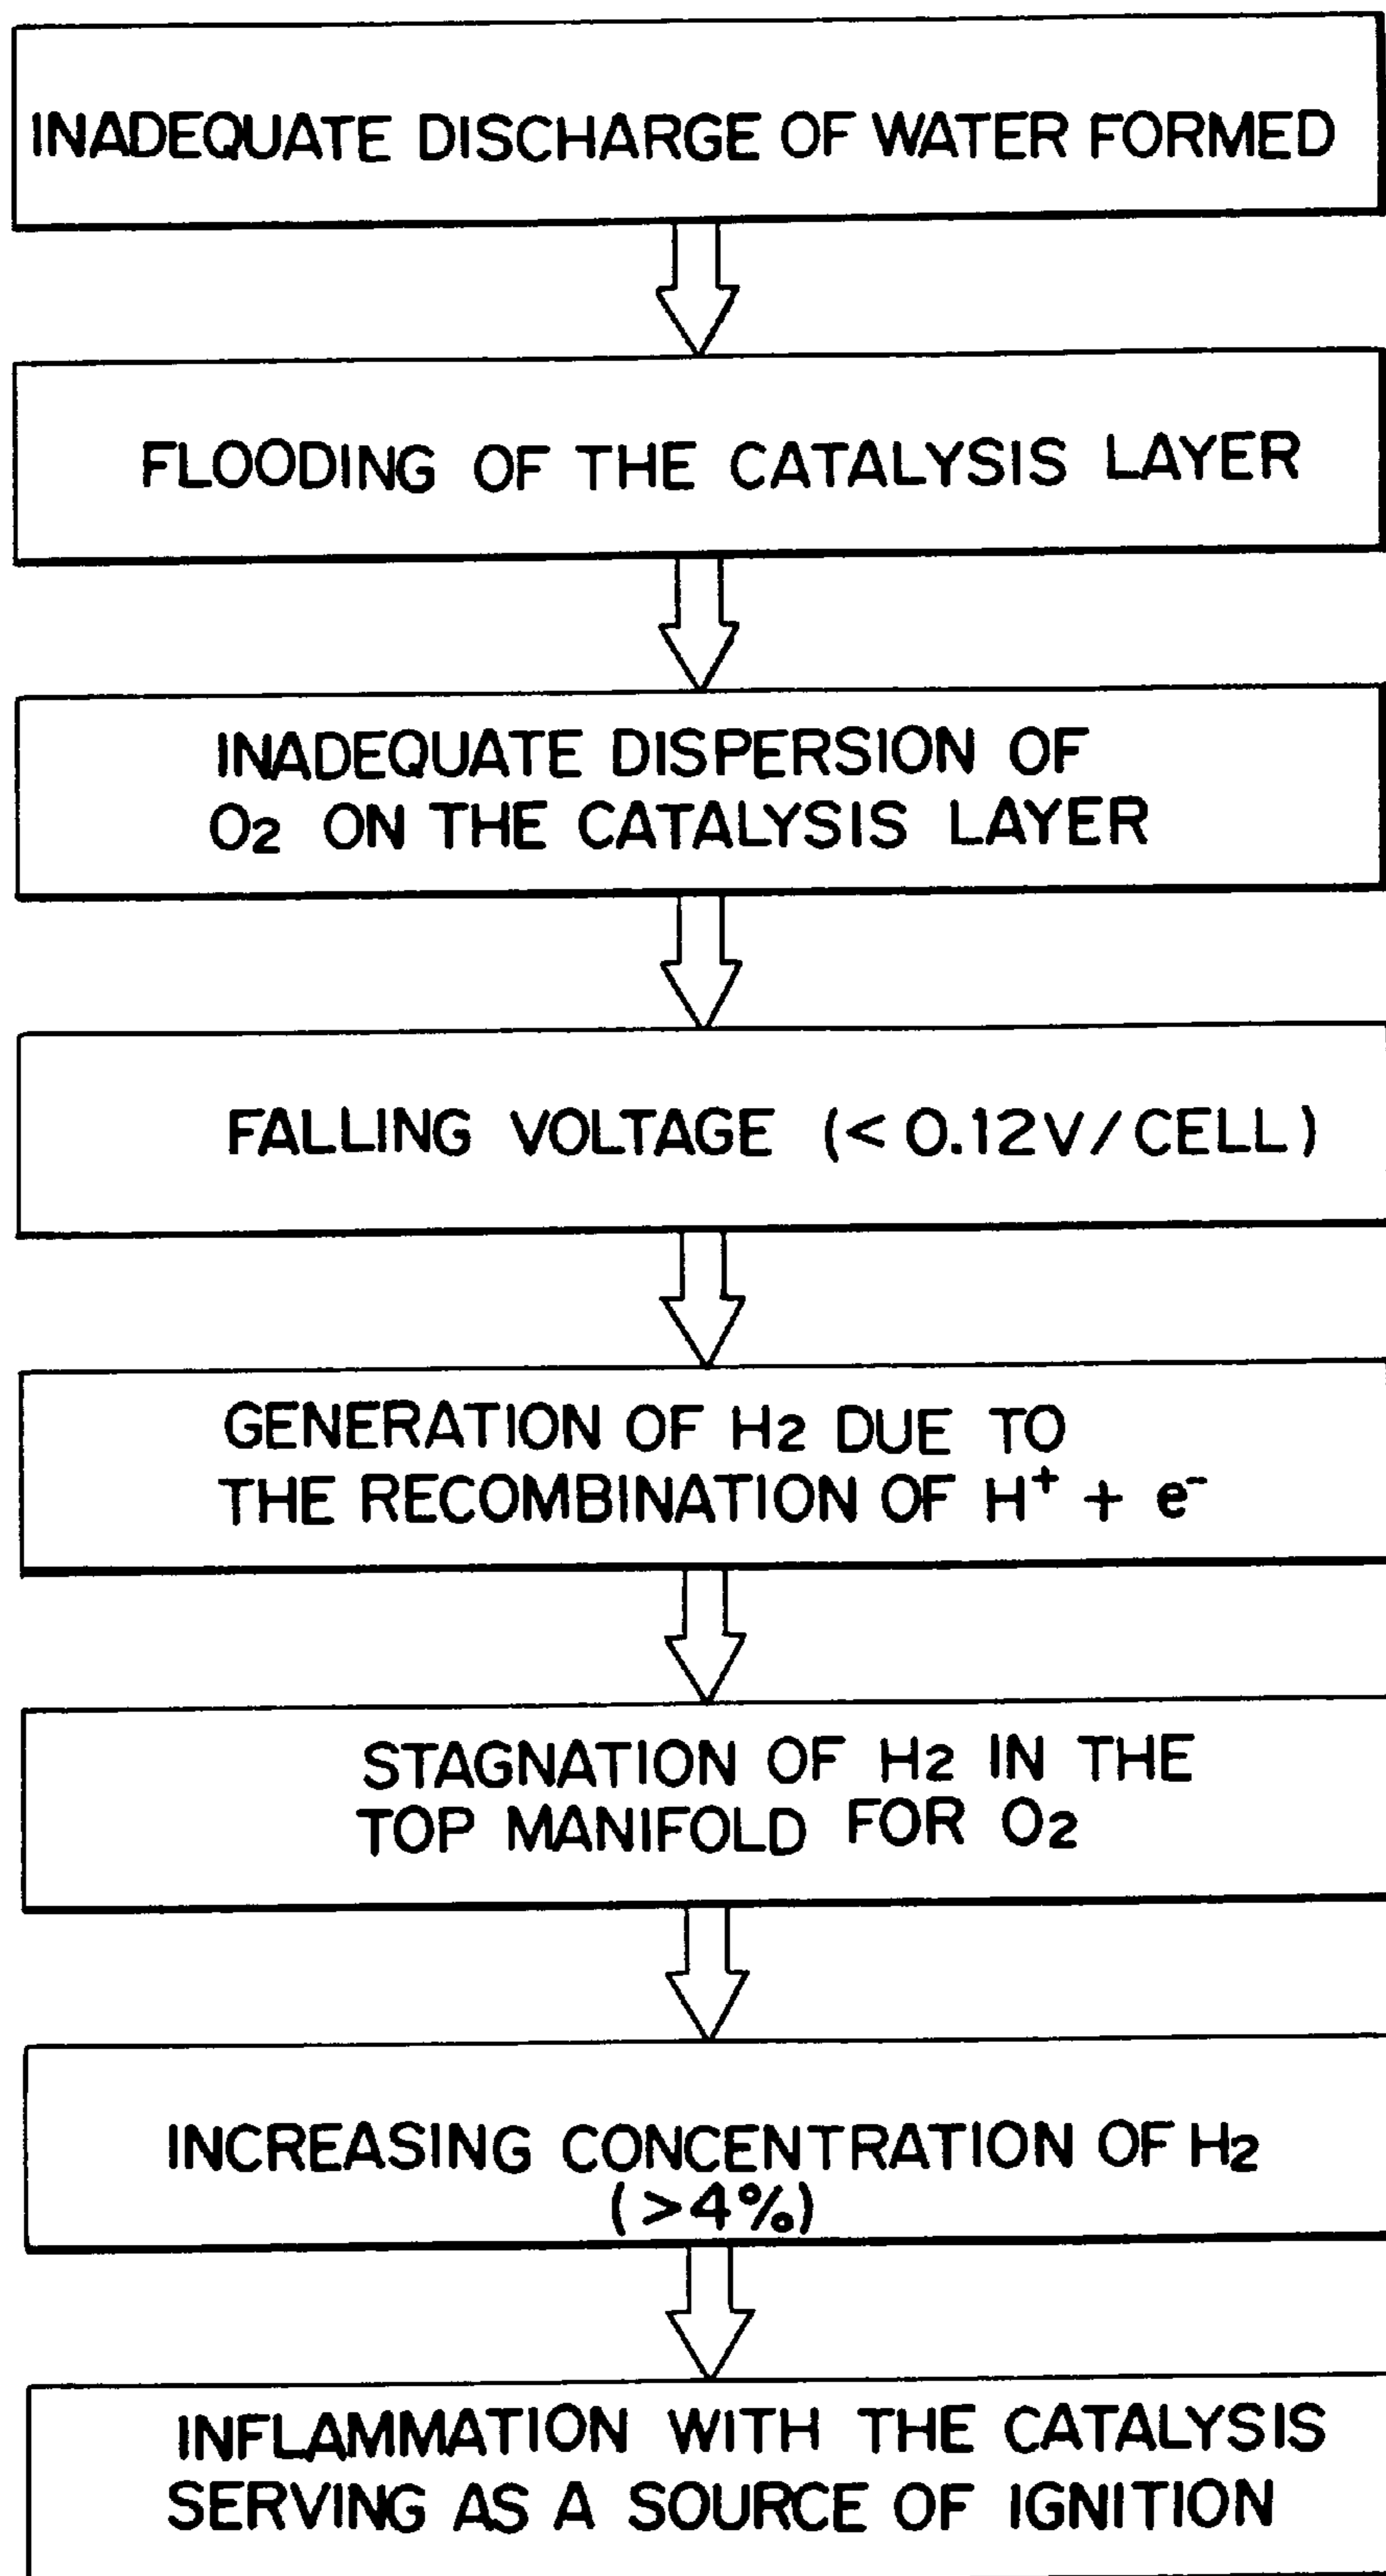 INADEQUATE DISCHARGE OF WATER FORMED
FLOODING OF THE CATALYSIS LAYER
INADEQUATE DISPERSION OF
O2 ON THE CATALYSIS LAYER
FALLING VOLTAGE (< 0.12V/CELL)
GENERATION OF H2 DUE TO
THE RECOMBINATION OF H⁺ + e⁻
STAGNATION OF H2 IN THE
TOP MANIFOLD FOR O2
INCREASING CONCENTRATION OF H2
(>4%)
INFLAMMATION WITH THE CATALYSIS
SERVING AS A SOURCE OF IGNITION